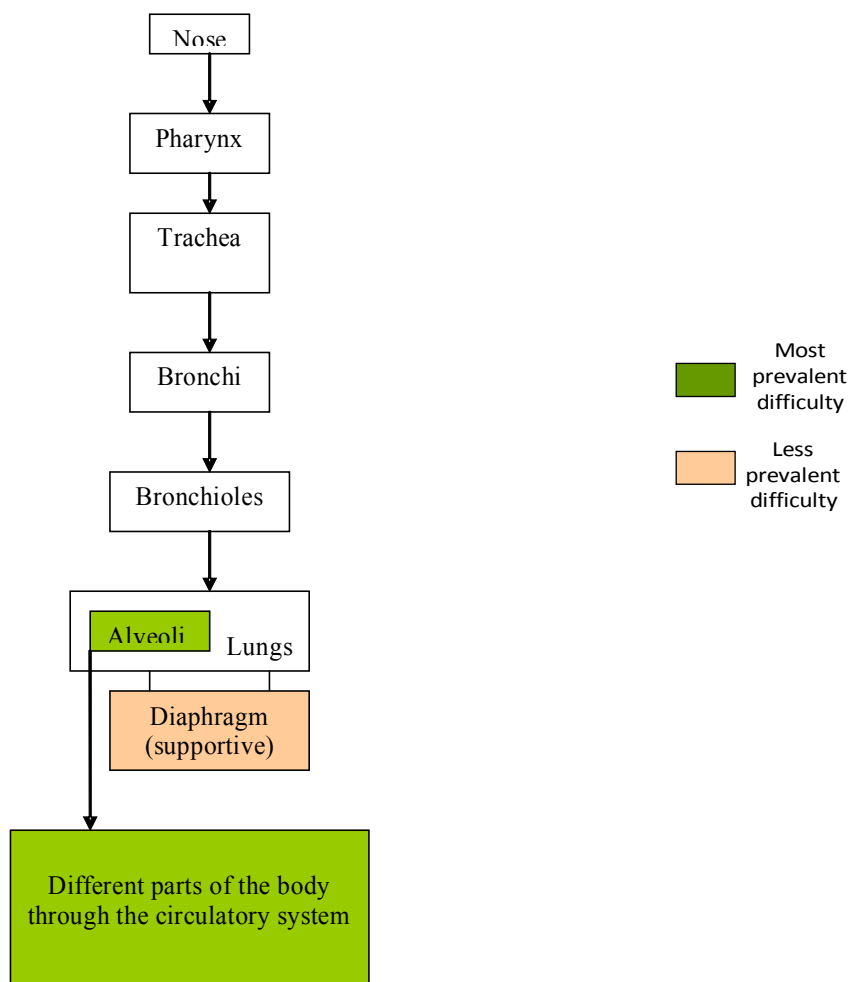 Nose
Pharynx
Trachea
Bronchi
Bronchioles
Alveoli
Lungs
Diaphragm
(supportive)
Different parts of the body
through the circulatory system
Most
prevalent
difficulty
Less
prevalent
difficulty